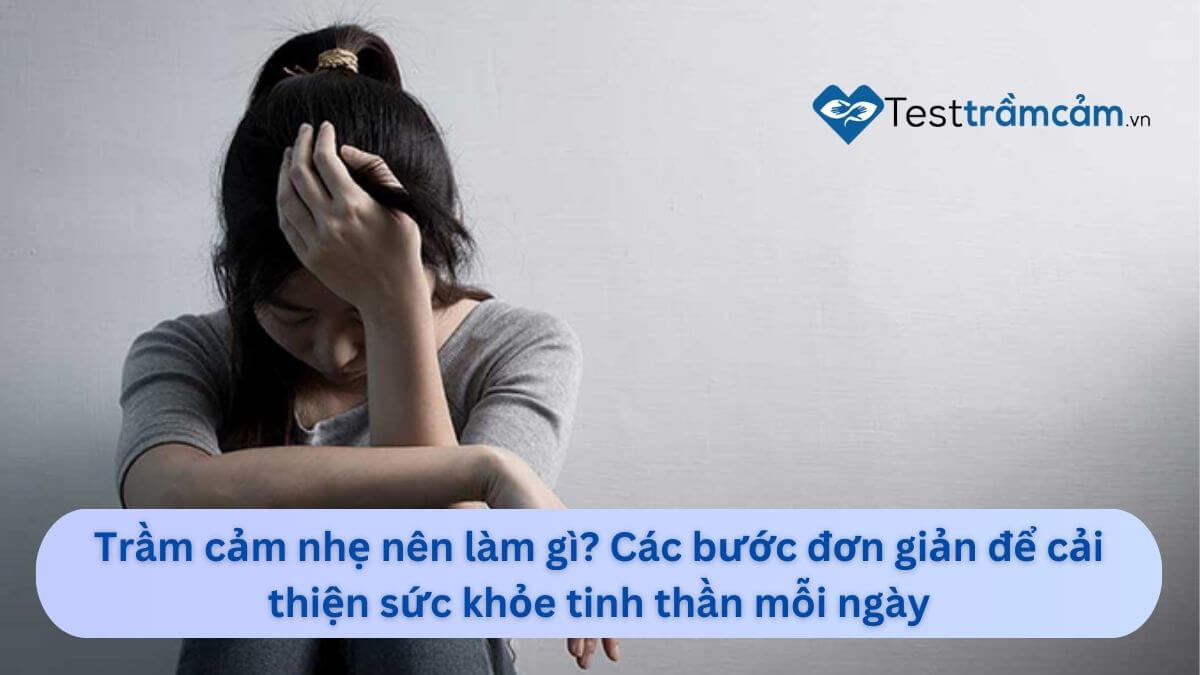 Testtrầmcảm.vn
Trầm cảm nhẹ nên làm gì? Các bước đơn giản để cải
thiện sức khỏe tinh thần mỗi ngày